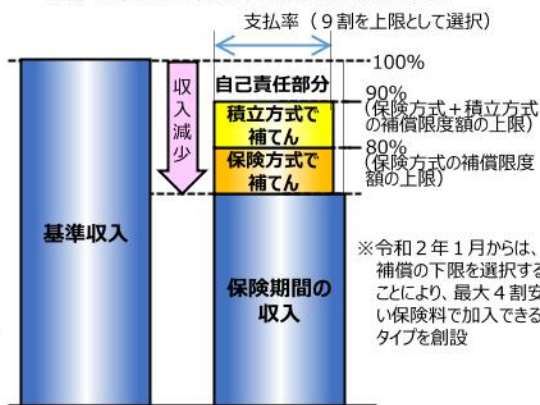 支払率(9割を上限として選択)
100%
自己責任部分
90%
(保険方式+積立方式
の補償限度額の上限)
収入減少
積立方式で
補てん
80%
(保険方式の補償限度
額の上限)
保険方式で
補てん
基準収入
保険期間の
収入
※令和2年1月からは、
補償の下限を選択する
ことにより、最大4割安
い保険料で加入できる
タイプを創設